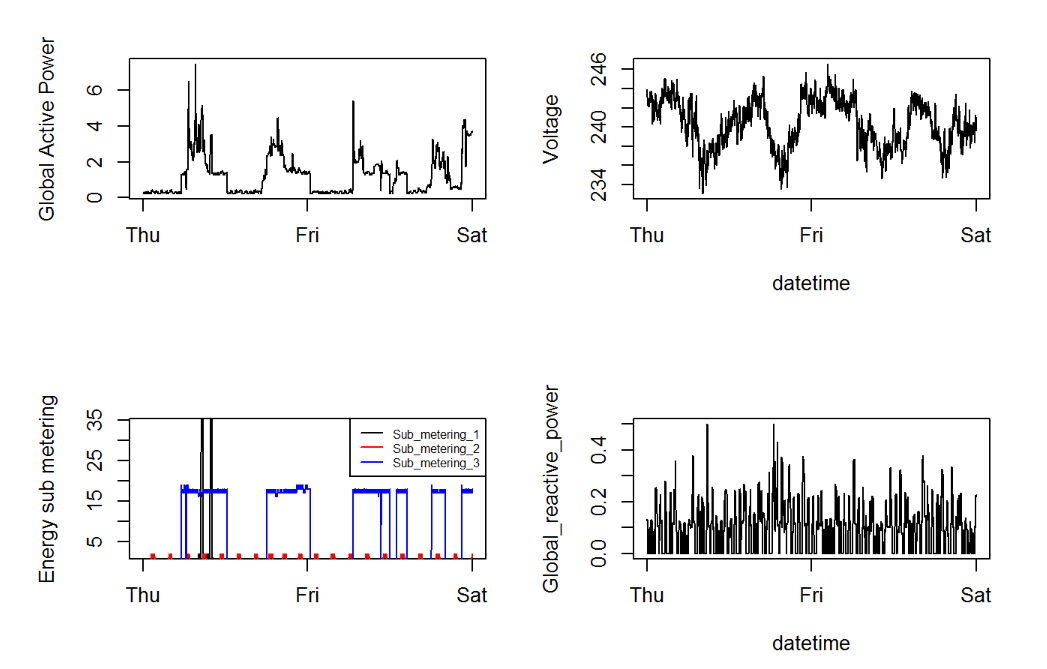 Global Active Power
6
4
2
0
Thu Fri Sat
Voltage
246
240
234
Thu Fri Sat
datetime
Energy sub metering
35
25
15
5
Sub_metering_1
Sub_metering_2
Sub_metering_3
Thu Fri Sat
Global_reactive_power
0.4
0.2
0.0
Thu Fri Sat
datetime